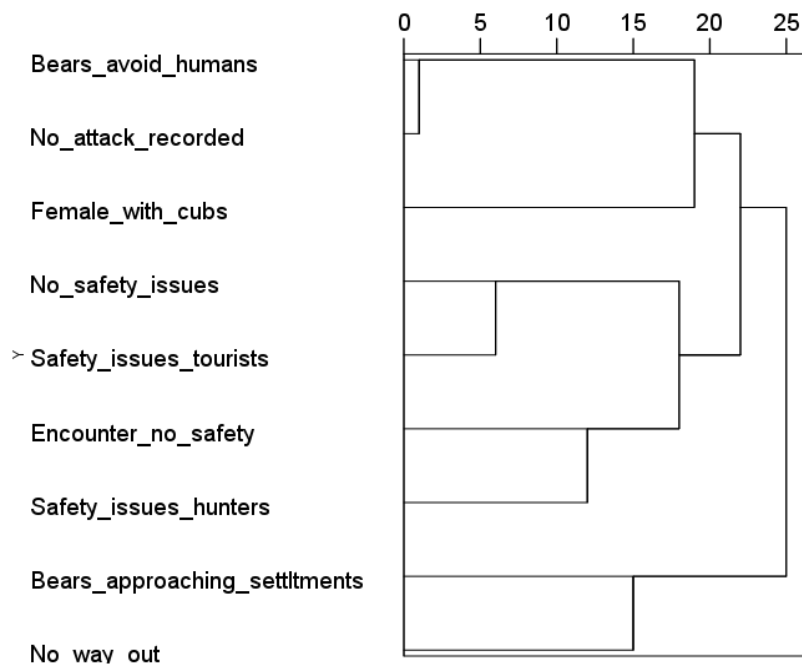 0 5 10 15 20 25
Bears_avoid_humans
No_attack_recorded
Female_with_cubs
No_safety_issues
Y Safety_issues_tourists
Encounter_no_safety
Safety_issues_hunters
Bears_approaching_settltments
No_way_out